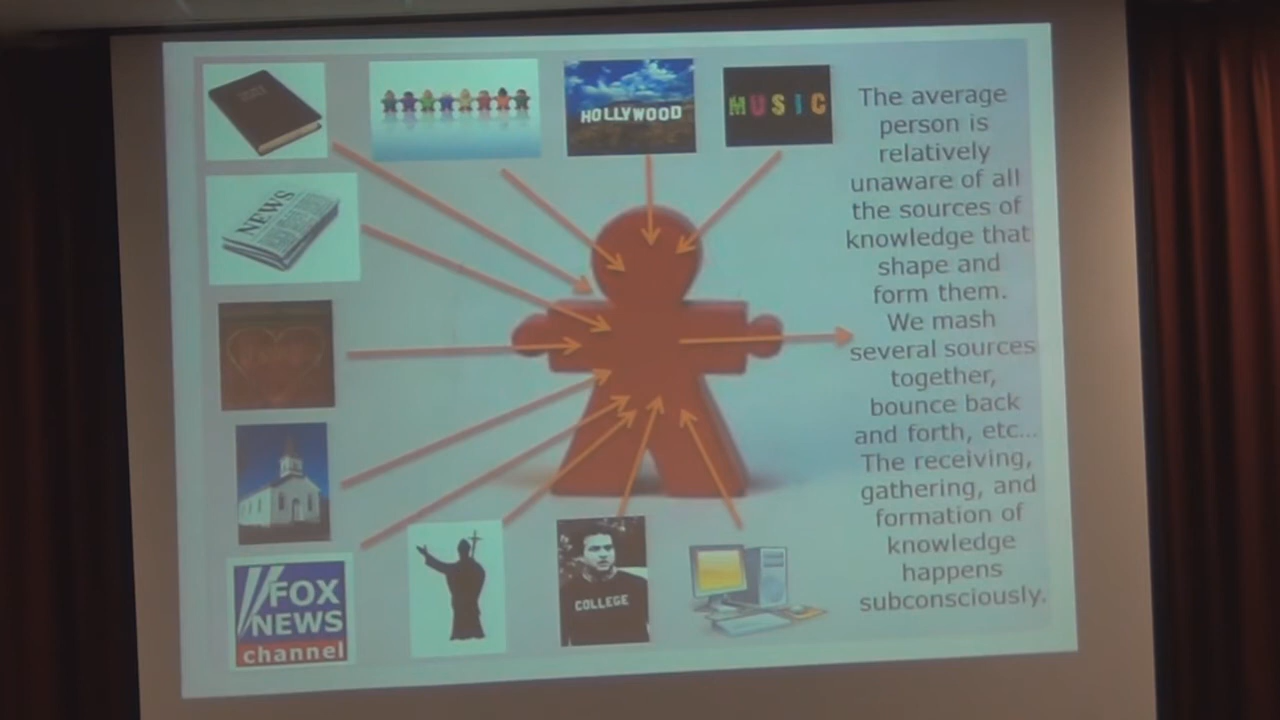 HOLLYWOOD
MUSIC
NEWS
FOX
NEWS
channel
COLLEGE
The average
person is
relatively
unaware of all
the sources of
knowledge that
shape and
form them.
We mash
several sources
together,
bounce back
and forth, etc...
The receiving,
gathering, and
formation of
knowledge
happens
subconsciously.